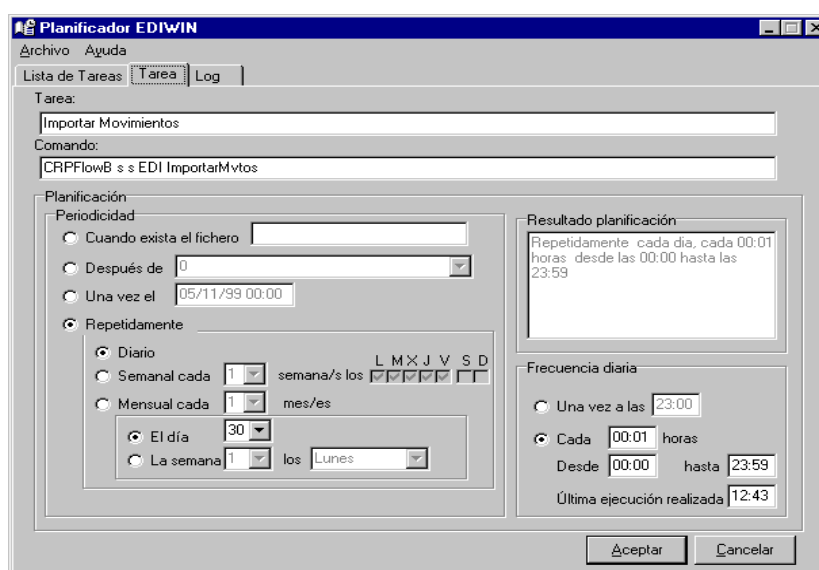 Planificador EDIWIN
Archivo Ayuda
Lista de Tareas Tarea Log
Tarea:
Importar Movimientos
Comando:
CRPFlowB s s EDI ImportarMvtos
Planificación
Periodicidad
Cuando exista el fichero
Después de 0
Una vez el 05/11/99 00:00
Repetidamente
Diario
L M X J V S D
Semanal cada 1 semana/s los
Mensual cada 1 mes/es
El día 30
La semana 1 los Lunes
Resultado planificación
Repetidamente cada dia, cada 00:01
horas desde las 00:00 hasta las
23:59
Frecuencia diaria
Una vez a las 23:00
Cada 00:01 horas
Desde 00:00 hasta 23:59
Última ejecución realizada 12:43
Aceptar Cancelar